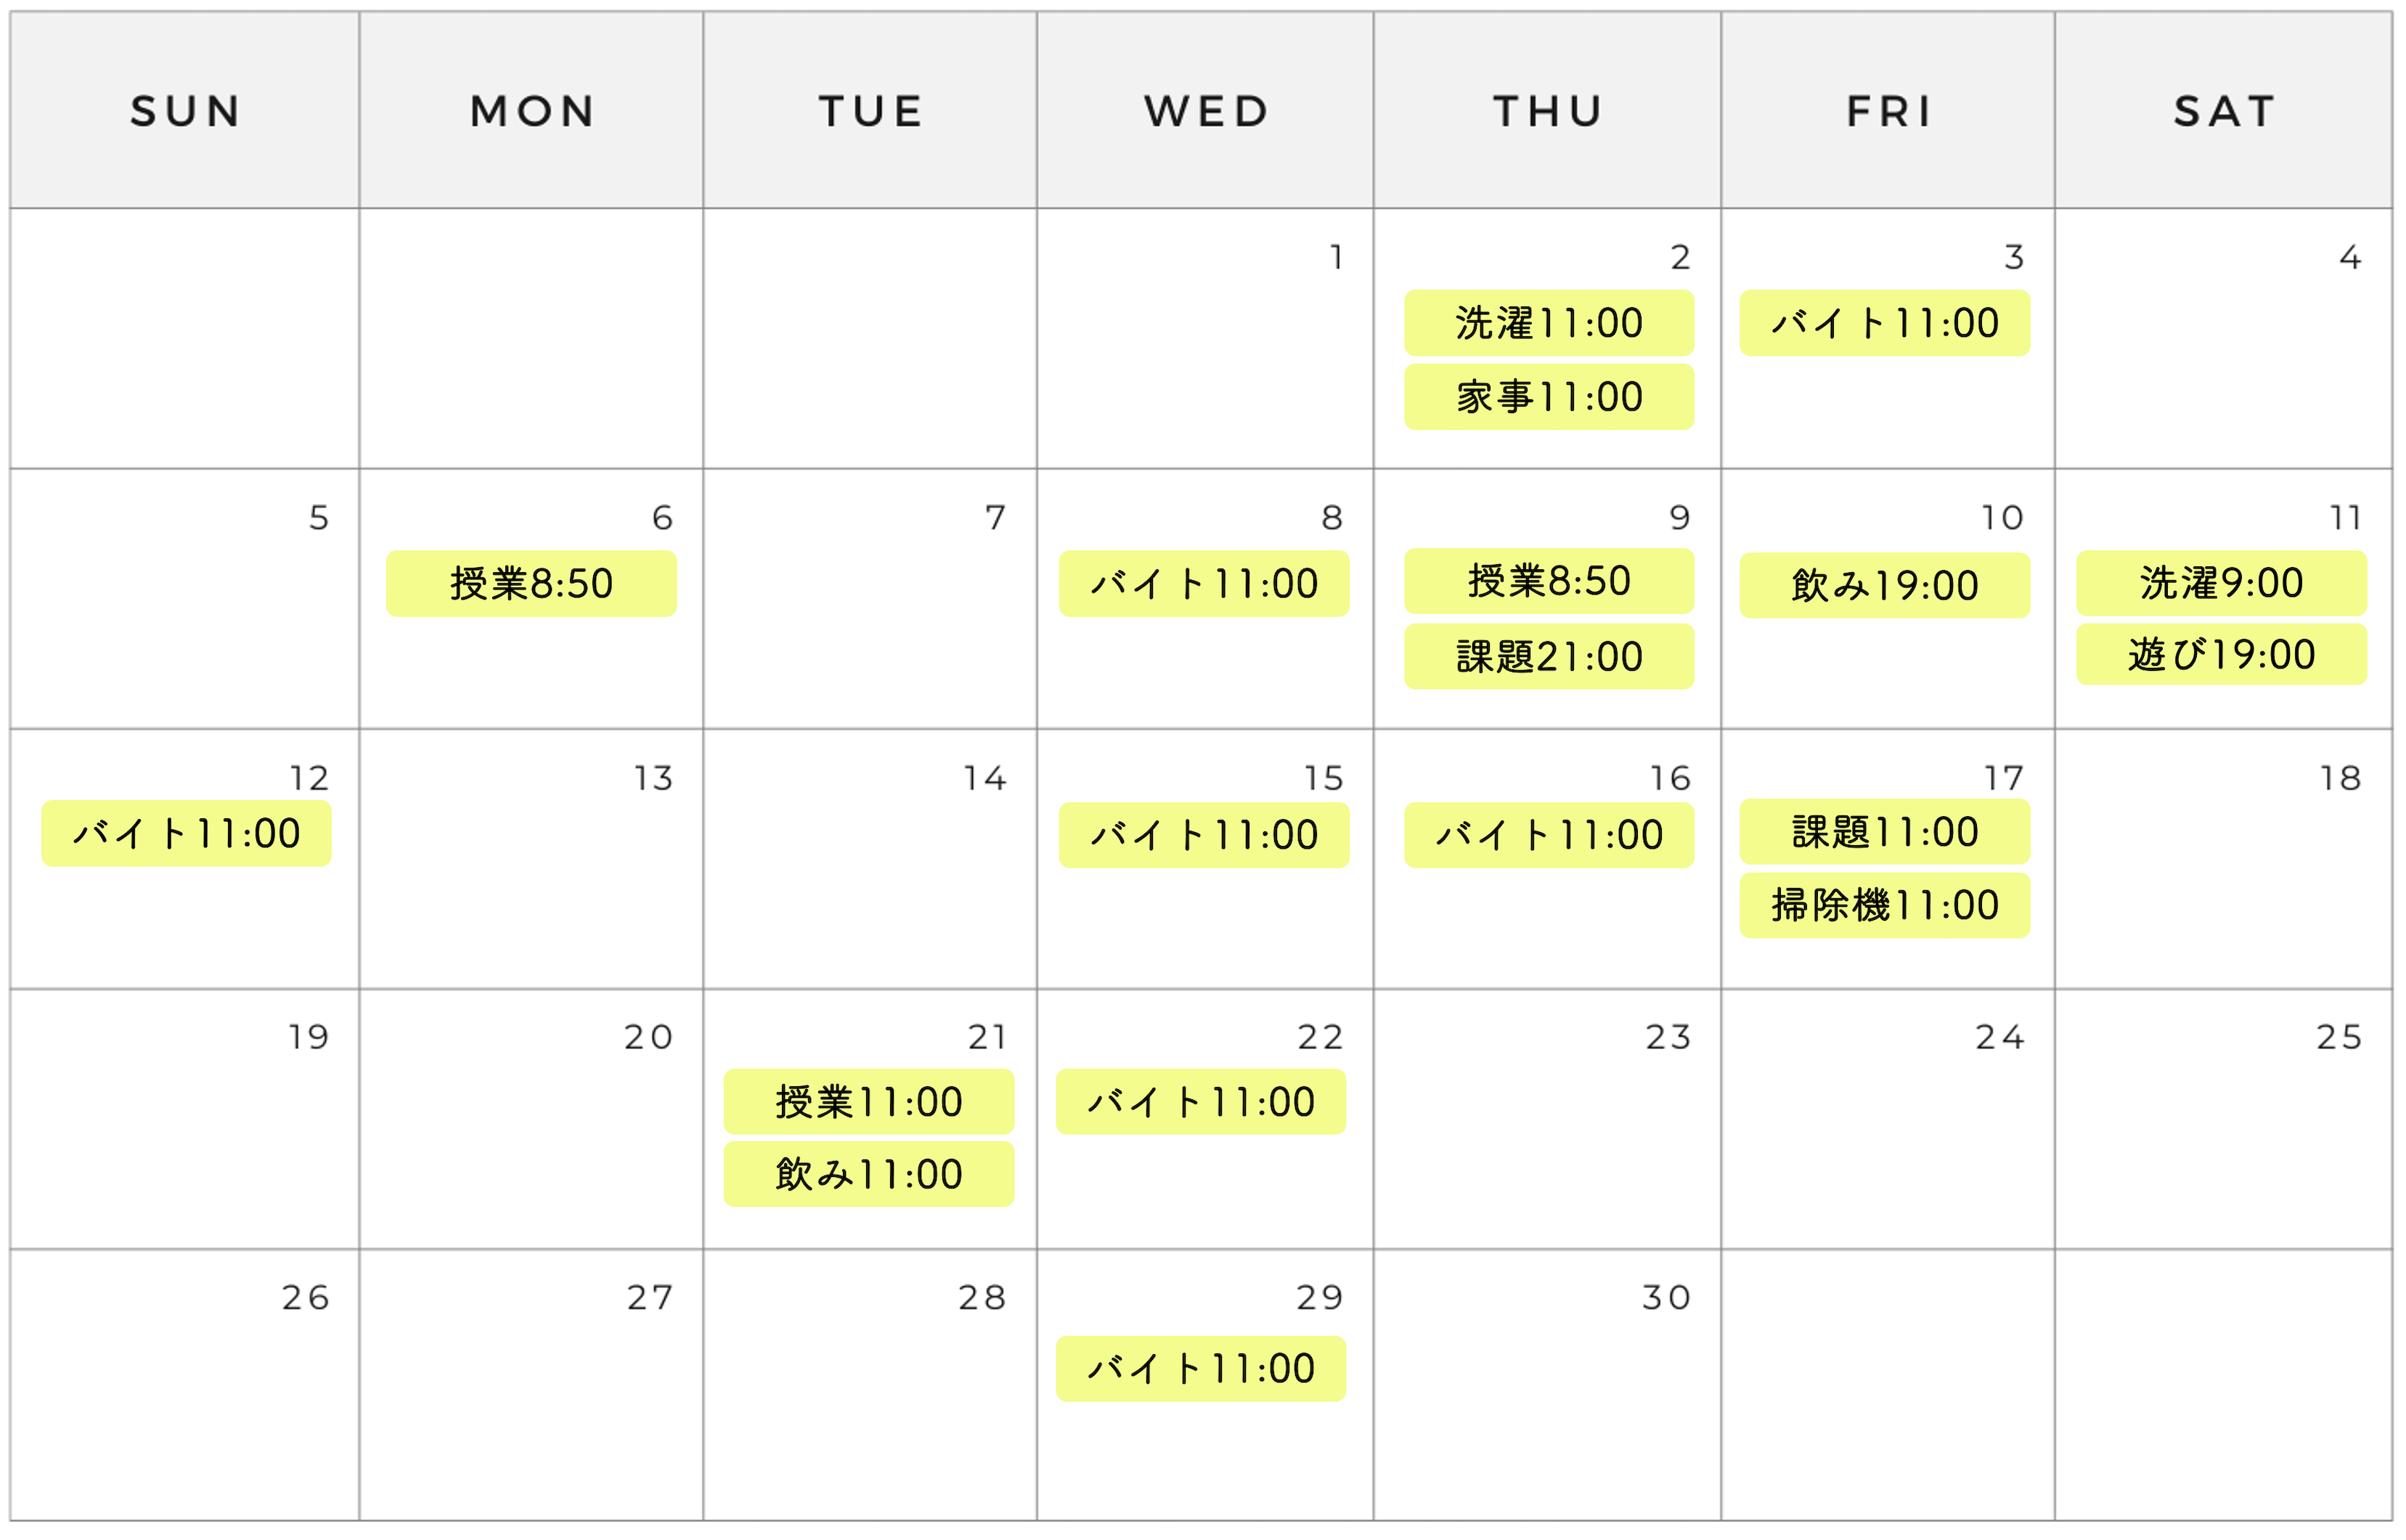 SUN MON TUE WED THU FRI SAT
1 2 3 4
洗濯11:00 バイト11:00
家事11:00
5 6 7 8 9 10 11
授業8:50 バイト11:00 授業8:50 飲み19:00 洗濯9:00
課題21:00 遊び19:00
12 13 14 15 16 17 18
バイト11:00 バイト11:00 バイト11:00 課題11:00
掃除機11:00
19 20 21 22 23 24 25
授業11:00 バイト11:00
飲み11:00
26 27 28 29 30
バイト11:00